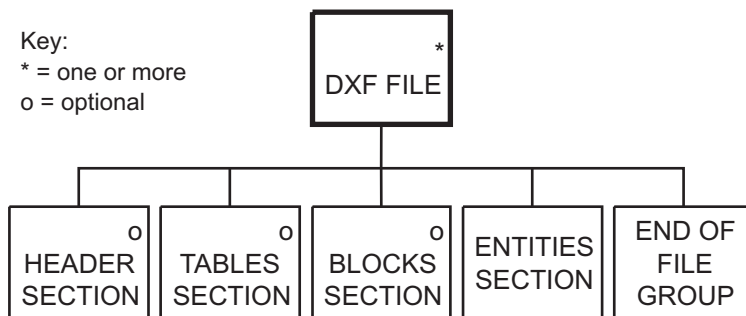 Key:
* = one or more
o = optional
*
DXF FILE
o
HEADER
SECTION
o
TABLES
SECTION
o
BLOCKS
SECTION
ENTITIES
SECTION
END OF
FILE
GROUP